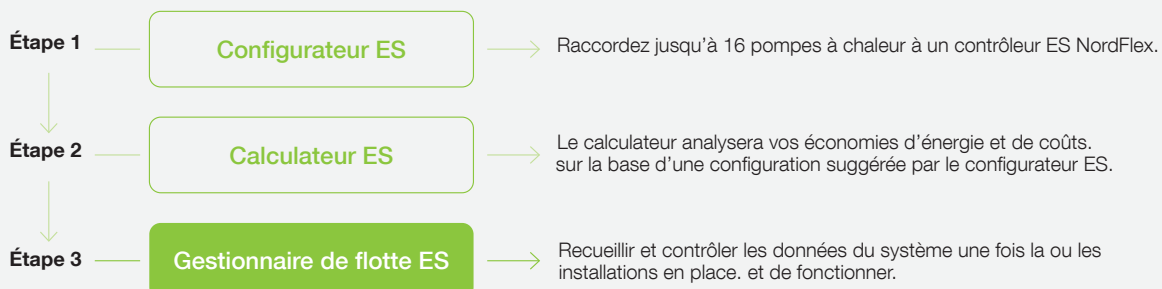 Étape 1
Configurateur ES
Raccordez jusqu'à 16 pompes à chaleur à un contrôleur ES NordFlex.
Étape 2
Calculateur ES
Le calculateur analysera vos économies d'énergie et de coûts.
sur la base d'une configuration suggérée par le configurateur ES.
Étape 3
Gestionnaire de flotte ES
Recueillir et contrôler les données du système une fois la ou les
installations en place. et de fonctionner.